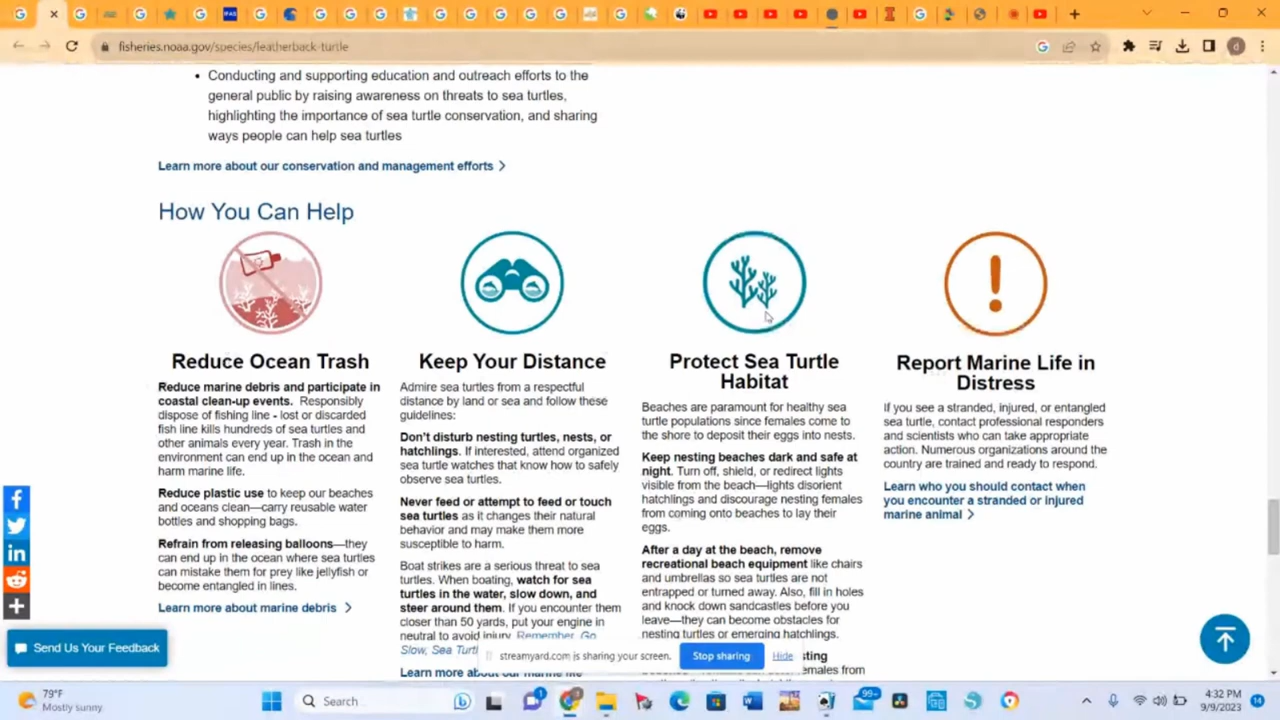 fisheries.noaa.gov/species/leatherback-turtle
• Conducting and supporting education and outreach efforts to the
general public by raising awareness on threats to sea turtles,
highlighting the importance of sea turtle conservation, and sharing
ways people can help sea turtles
Learn more about our conservation and management efforts >
How You Can Help
Reduce Ocean Trash
Reduce marine debris and participate in
coastal clean-up events. Responsibly
dispose of fishing line - lost or discarded
fish line kills hundreds of sea turtles and
other animals every year. Trash in the
environment can end up in the ocean and
harm marine life.
Reduce plastic use to keep our beaches
and oceans clean—carry reusable water
bottles and shopping bags.
Refrain from releasing balloons—they
can end up in the ocean where sea turtles
can mistake them for prey like jellyfish or
become entangled in lines.
Learn more about marine debris >
Keep Your Distance
Admire sea turtles from a respectful
distance by land or sea and follow these
guidelines:
Don't disturb nesting turtles, nests, or
hatchlings. If interested, attend organized
sea turtle watches that know how to safely
observe sea turtles.
Never feed or attempt to feed or touch
sea turtles as it changes their natural
behavior and may make them more
susceptible to harm.
Boat strikes are a serious threat to sea
turtles. When boating, watch for sea
turtles in the water, slow down, and
steer around them. If you encounter them
closer than 50 yards, put your engine in
neutral to avoid injury. Remember, Go
Slow, Sea Turtl
Learn more about our marine life
Protect Sea Turtle
Habitat
Beaches are paramount for healthy sea
turtle populations since females come to
the shore to deposit their eggs into nests.
Keep nesting beaches dark and safe at
night. Turn off, shield, or redirect lights
visible from the beach—lights disorient
hatchlings and discourage nesting females
from coming onto beaches to lay their
eggs.
After a day at the beach, remove
recreational beach equipment like chairs
and umbrellas so sea turtles are not
entrapped or turned away. Also, fill in holes
and knock down sandcastles before you
leave—they can become obstacles for
nesting turtles or emerging hatchlings.
sting
emales from
Report Marine Life in
Distress
If you see a stranded, injured, or entangled
sea turtle, contact professional responders
and scientists who can take appropriate
action. Numerous organizations around the
country are trained and ready to respond.
Learn who you should contact when
you encounter a stranded or injured
marine animal >
Send Us Your Feedback
streamyard.com is sharing your screen. Stop sharing Hide
79°F
Mostly sunny
Search
99+
4:32 PM
9/9/2023